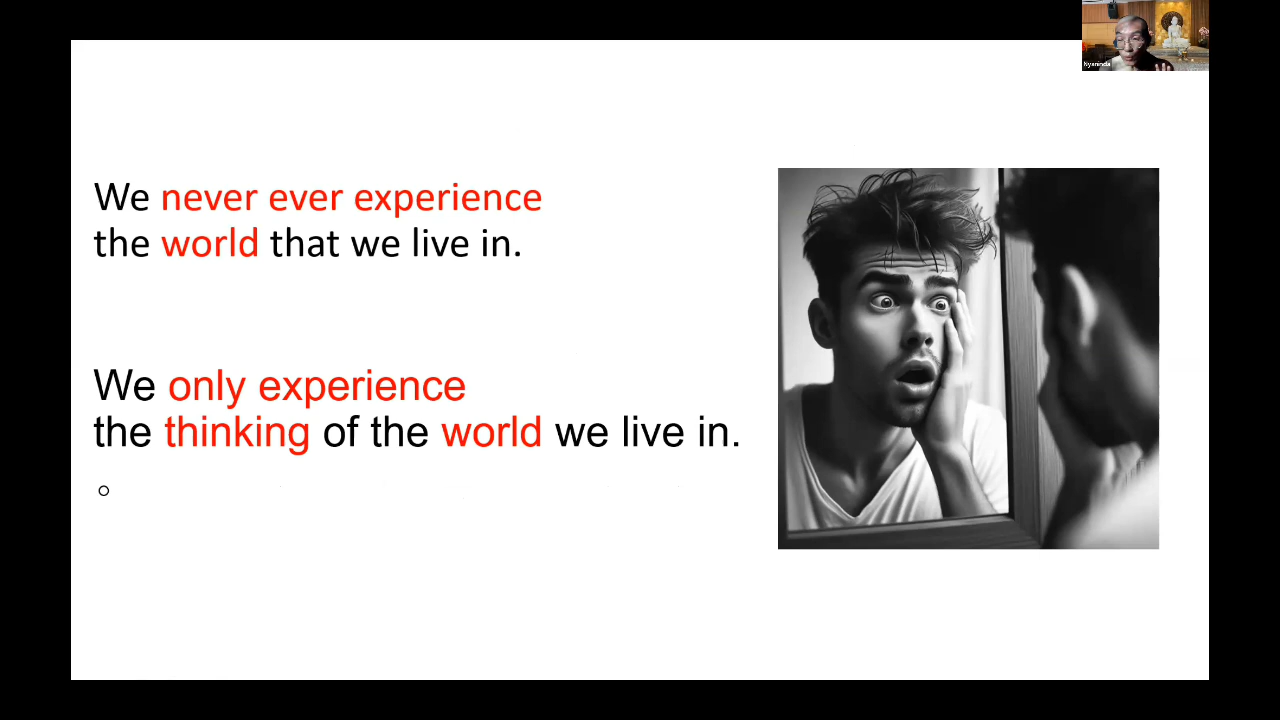 Nyaninda
We never ever experience
the world that we live in.
We only experience
the thinking of the world we live in.